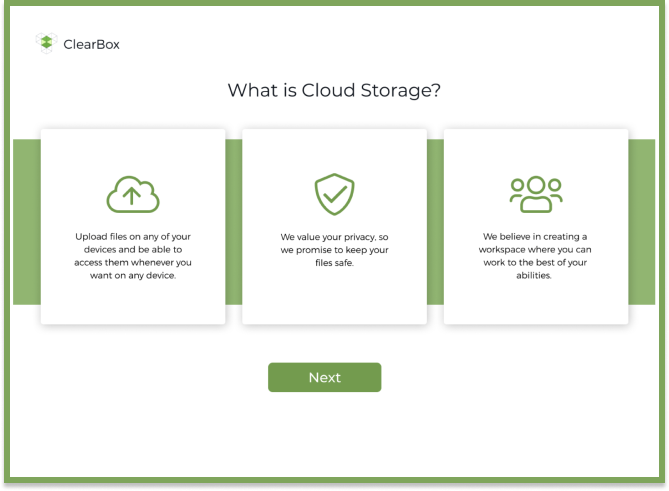 ClearBox
What is Cloud Storage?
Upload files on any of your
devices and be able to
access them whenever you
want on any device.
We value your privacy, so
we promise to keep your
files safe.
We believe in creating a
workspace where you can
work to the best of your
abilities.
Next